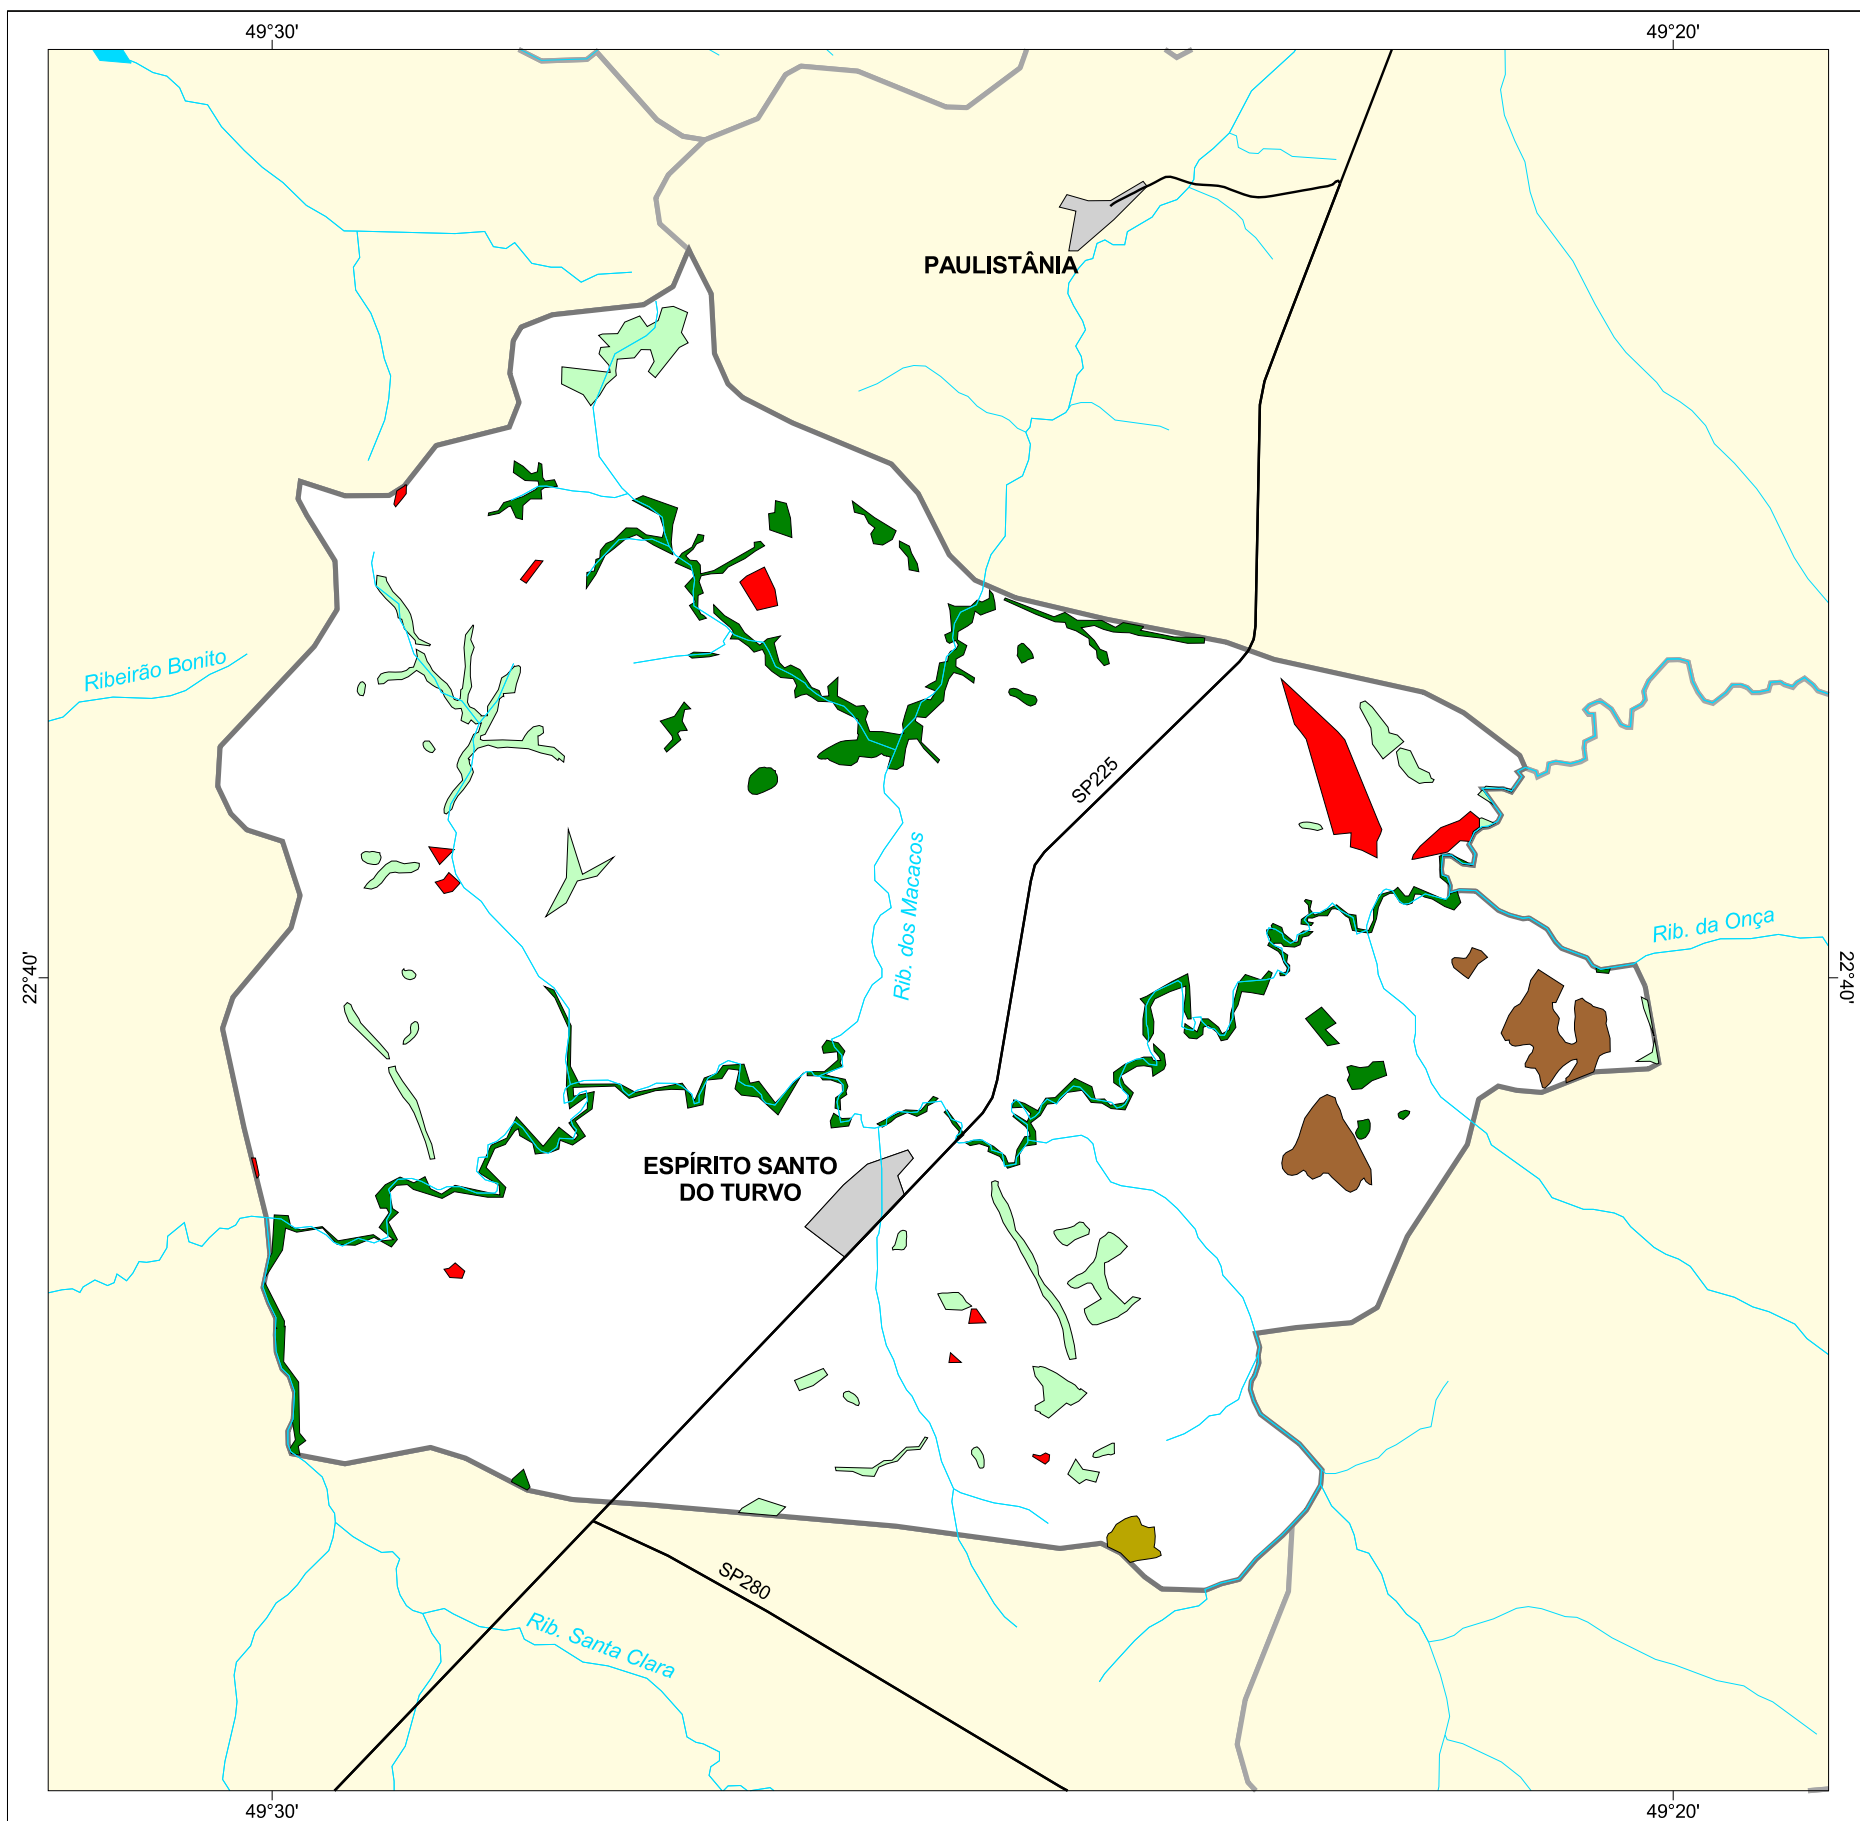 49°30'
49°20'
PAULISTÂNIA
Ribeirão Bonito
SP225
Rib. dos Macacos
Rib. da Onça
22°40'
22°40'
ESPÍRITO SANTO
DO TURVO
SP280
Rib. Santa Clara
49°30'
49°20'